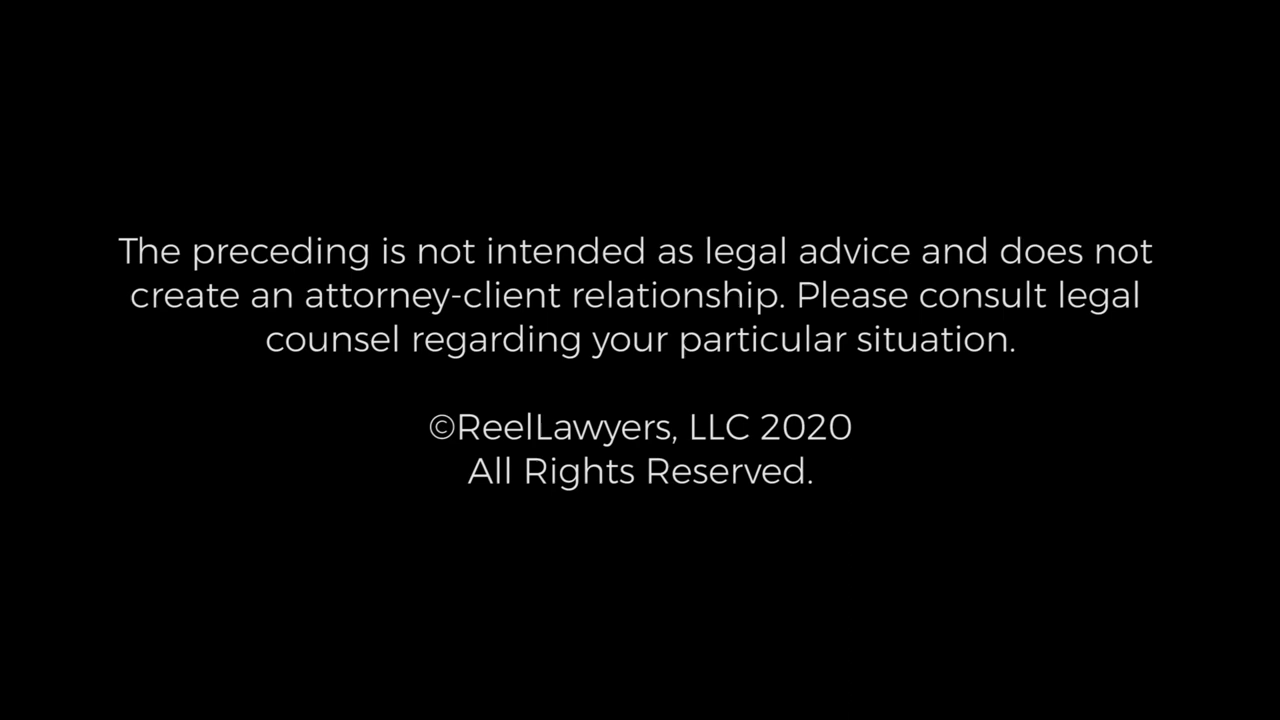 The preceding is not intended as legal advice and does not
create an attorney-client relationship. Please consult legal
counsel regarding your particular situation.
©ReelLawyers, LLC 2020
All Rights Reserved.